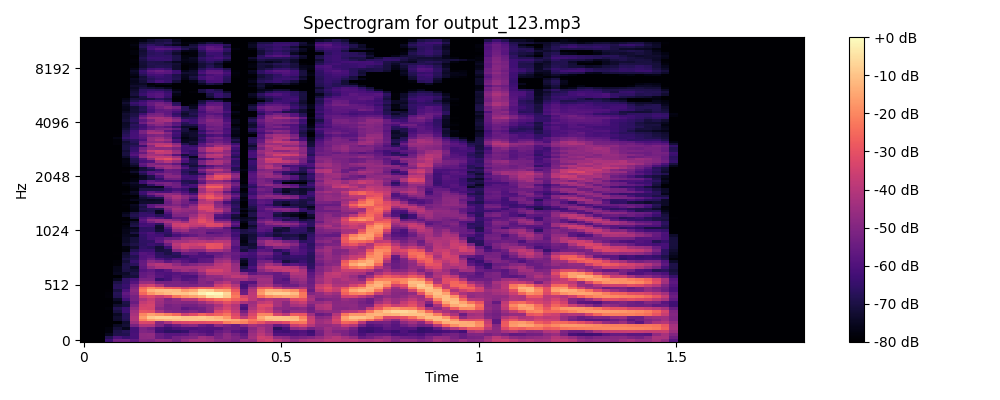 Spectrogram for output_123.mp3
Hz
8192
4096
2048
1024
512
0
0
0.5
1
1.5
Time
+0 dB
-10 dB
-20 dB
-30 dB
-40 dB
-50 dB
-60 dB
-70 dB
-80 dB